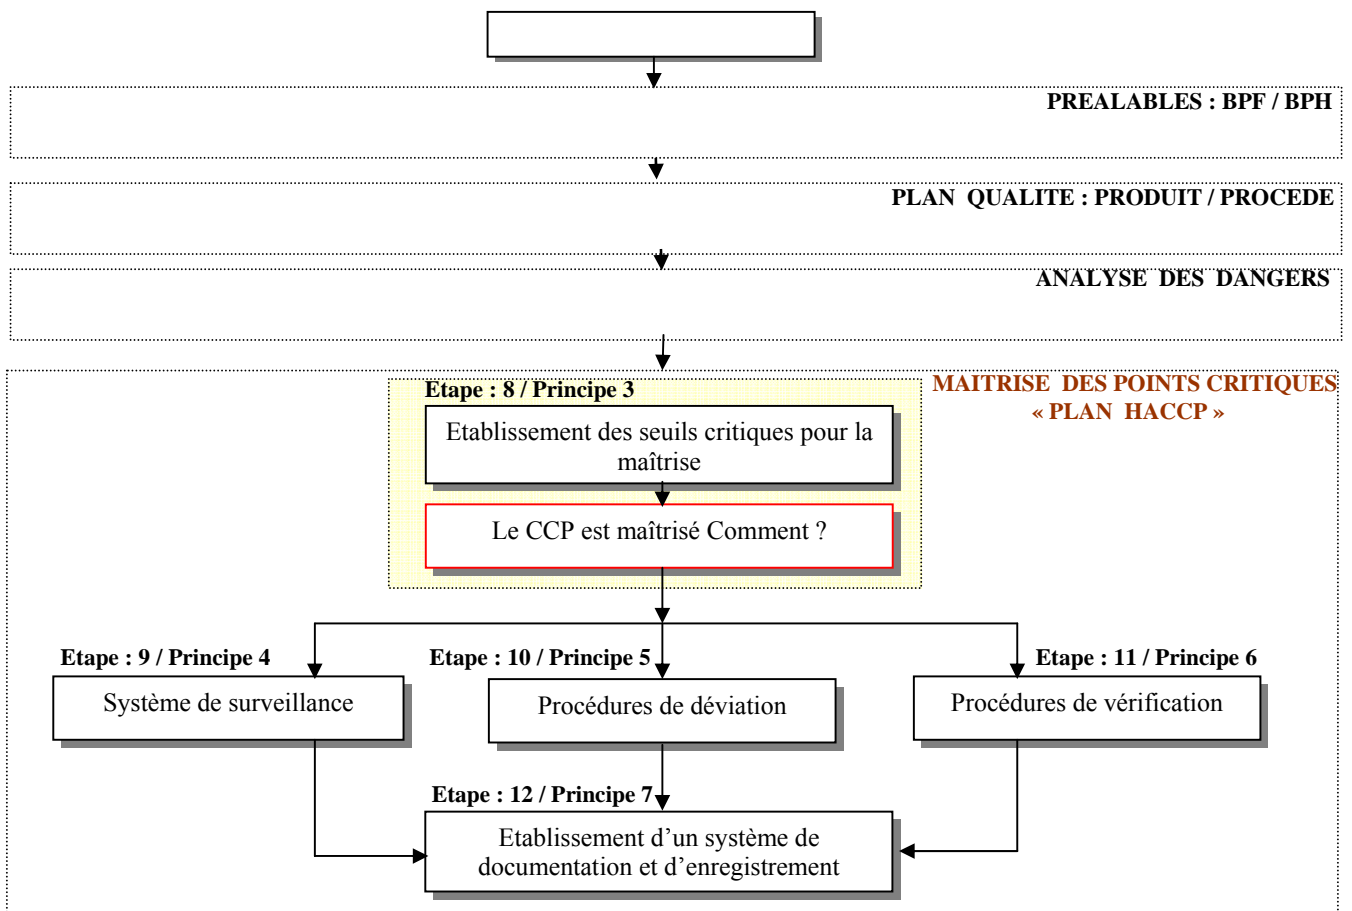 PREALABLES : BPF / BPH
PLAN QUALITE : PRODUIT / PROCEDE
ANALYSE DES DANGERS
MAITRISE DES POINTS CRITIQUES
« PLAN HACCP »
Etape : 8 / Principe 3
Etablissement des seuils critiques pour la
maîtrise
Le CCP est maîtrisé Comment ?
Etape : 9 / Principe 4
Système de surveillance
Etape : 10 / Principe 5
Procédures de déviation
Etape : 11 / Principe 6
Procédures de vérification
Etape : 12 / Principe 7
Etablissement d’un système de
documentation et d’enregistrement